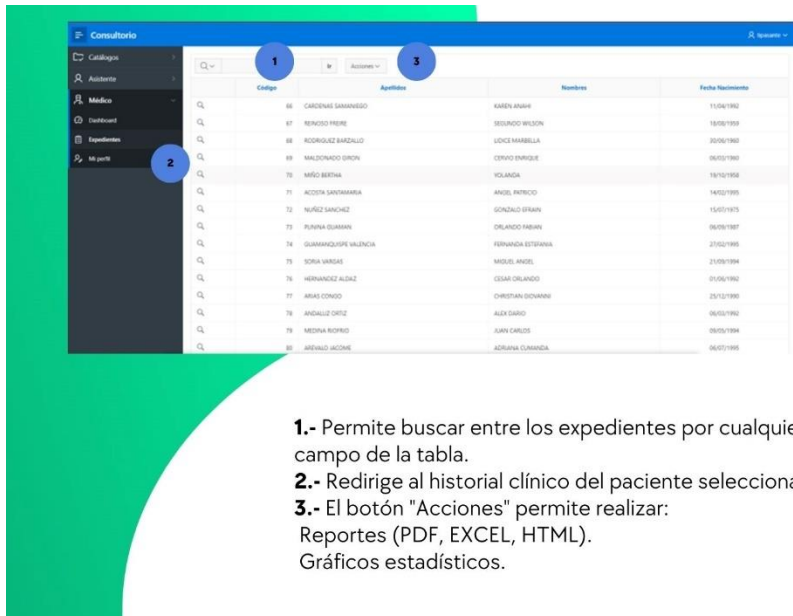 Consultorio
tpasante
Catálogos
Asistente
Médico
Dashboard
Expedientes
Mi perfil
1
2
3
Ir
Acciones
Código Apellidos Nombres Fecha Nacimiento
66 CARDENAS SAMANIEGO KAREN ANAHI 11/04/1992
67 REINOSO FREIRE SEGUNDO WILSON 18/08/1959
68 RODRIGUEZ BARZALLO LIDICE MARBELLA 30/06/1960
69 MALDONADO GIRON CERVIO ENRIQUE 06/03/1960
70 MIÑO BERTHA YOLANDA 19/10/1958
71 ACOSTA SANTAMARIA ANGEL PATRICIO 14/02/1995
72 NUÑEZ SANCHEZ GONZALO EFRAIN 15/07/1975
73 PUNINA GUAMAN ORLANDO FABIAN 06/09/1987
74 GUAMANQUISPE VALENCIA FERNANDA ESTEFANIA 27/02/1995
75 SORIA VARGAS MIGUEL ANGEL 21/09/1994
76 HERNANDEZ ALDAZ CESAR ORLANDO 01/06/1992
77 ARIAS CONGO CHRISTIAN GIOVANNI 25/12/1990
78 ANDALUZ ORTIZ ALEX DARIO 06/03/1992
79 MEDINA RIOFRIO JUAN CARLOS 09/05/1994
80 ARÉVALO JACOME ADRIANA CUMANDA 06/07/1995
1.- Permite buscar entre los expedientes por cualquie
campo de la tabla.
2.- Redirige al historial clínico del paciente selecciona
3.- El botón "Acciones" permite realizar:
Reportes (PDF, EXCEL, HTML).
Gráficos estadísticos.